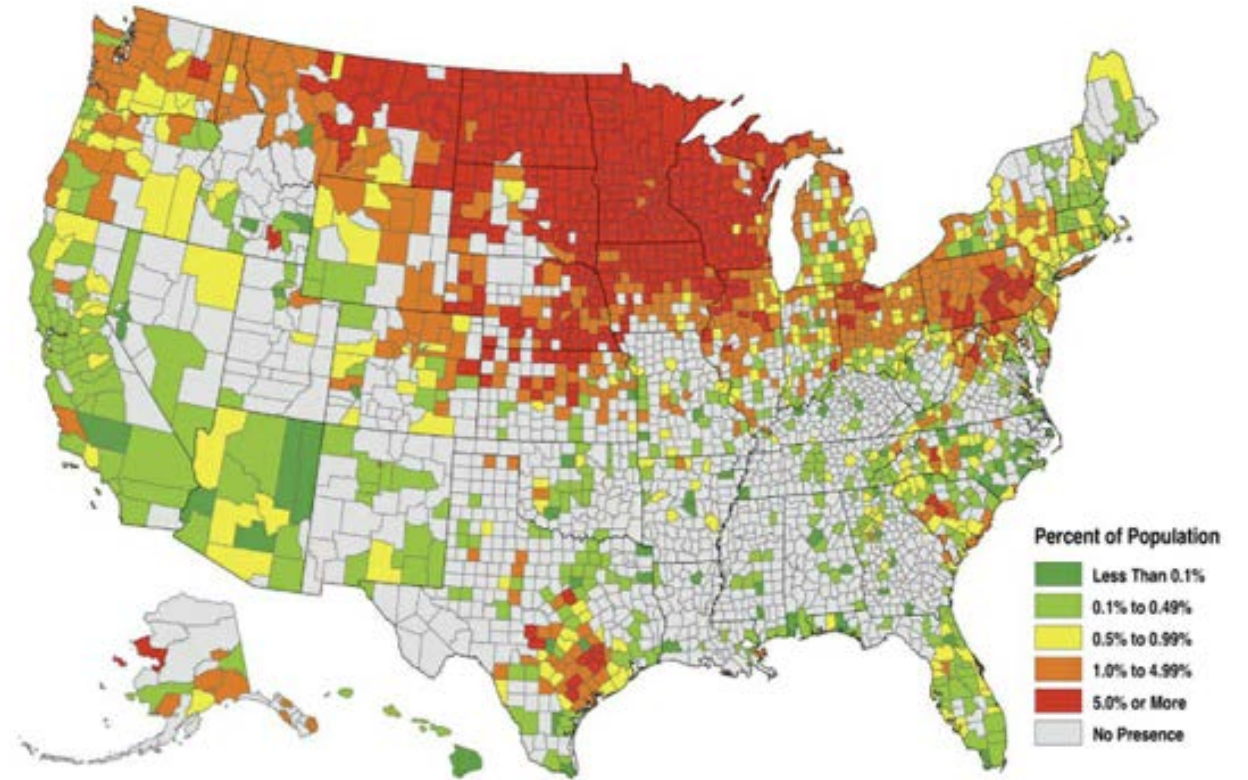 Percent of Population
Less Than 0.1%
0.1% to 0.49%
0.5% to 0.99%
1.0% to 4.99%
5.0% or More
No Presence